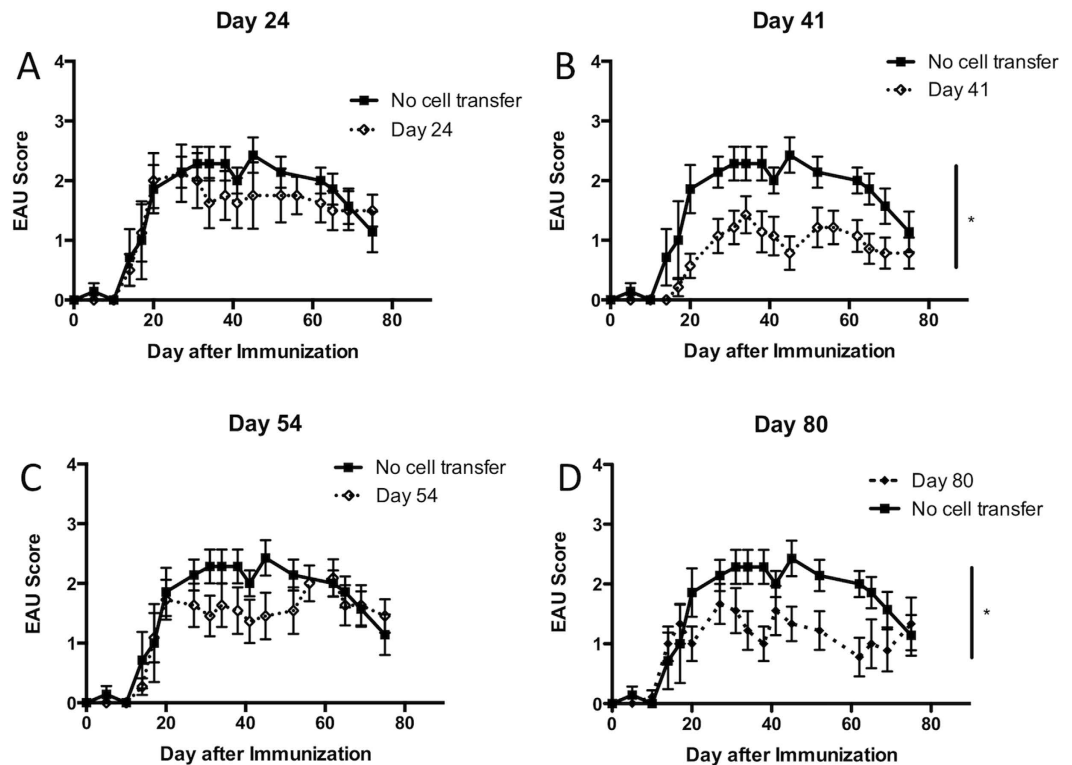 Day 24
A
4
3
2
1
0
EAU Score
No cell transfer
Day 24
0 20 40 60 80
Day after Immunization
Day 41
B
4
3
2
1
0
EAU Score
No cell transfer
Day 41
*
0 20 40 60 80
Day after Immunization
Day 54
C
4
3
2
1
0
EAU Score
No cell transfer
Day 54
0 20 40 60 80
Day after Immunization
Day 80
D
4
3
2
1
0
EAU Score
Day 80
No cell transfer
*
0 20 40 60 80
Day after Immunization